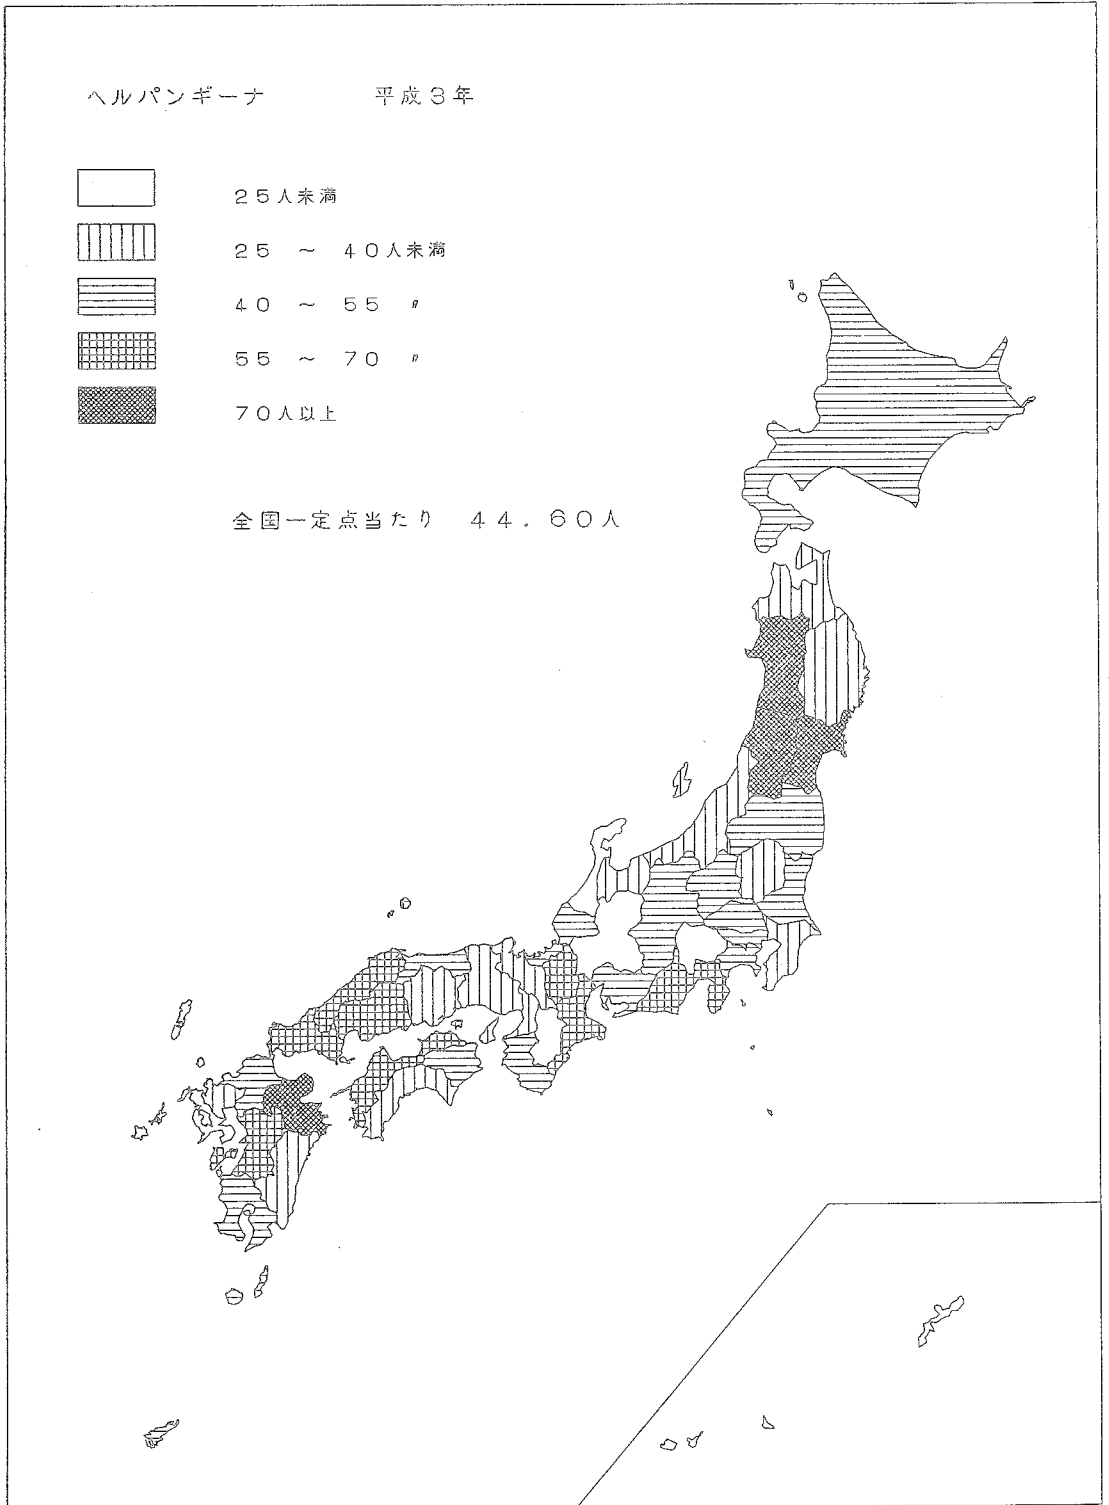 ヘルパンギーナ　平成３年
２５人未満
２５　～　４０人未満
４０　～　５５　〃
５５　～　７０　〃
７０人以上
全国一定点当たり　４４．６０人